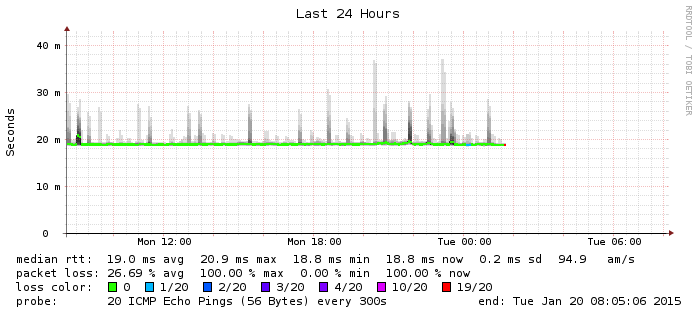 Last 24 Hours
RRDTOOL / TOBI OETIKER
Seconds
40 m
30 m
20 m
10 m
0
Mon 12:00 Mon 18:00 Tue 00:00 Tue 06:00
median rtt: 19.0 ms avg 20.9 ms max 18.8 ms min 18.8 ms now 0.2 ms sd 94.9 am/s
packet loss: 26.69 % avg 100.00 % max 0.00 % min 100.00 % now
loss color: 0 1/20 2/20 3/20 4/20 10/20 19/20
probe: 20 ICMP Echo Pings (56 Bytes) every 300s end: Tue Jan 20 08:05:06 2015